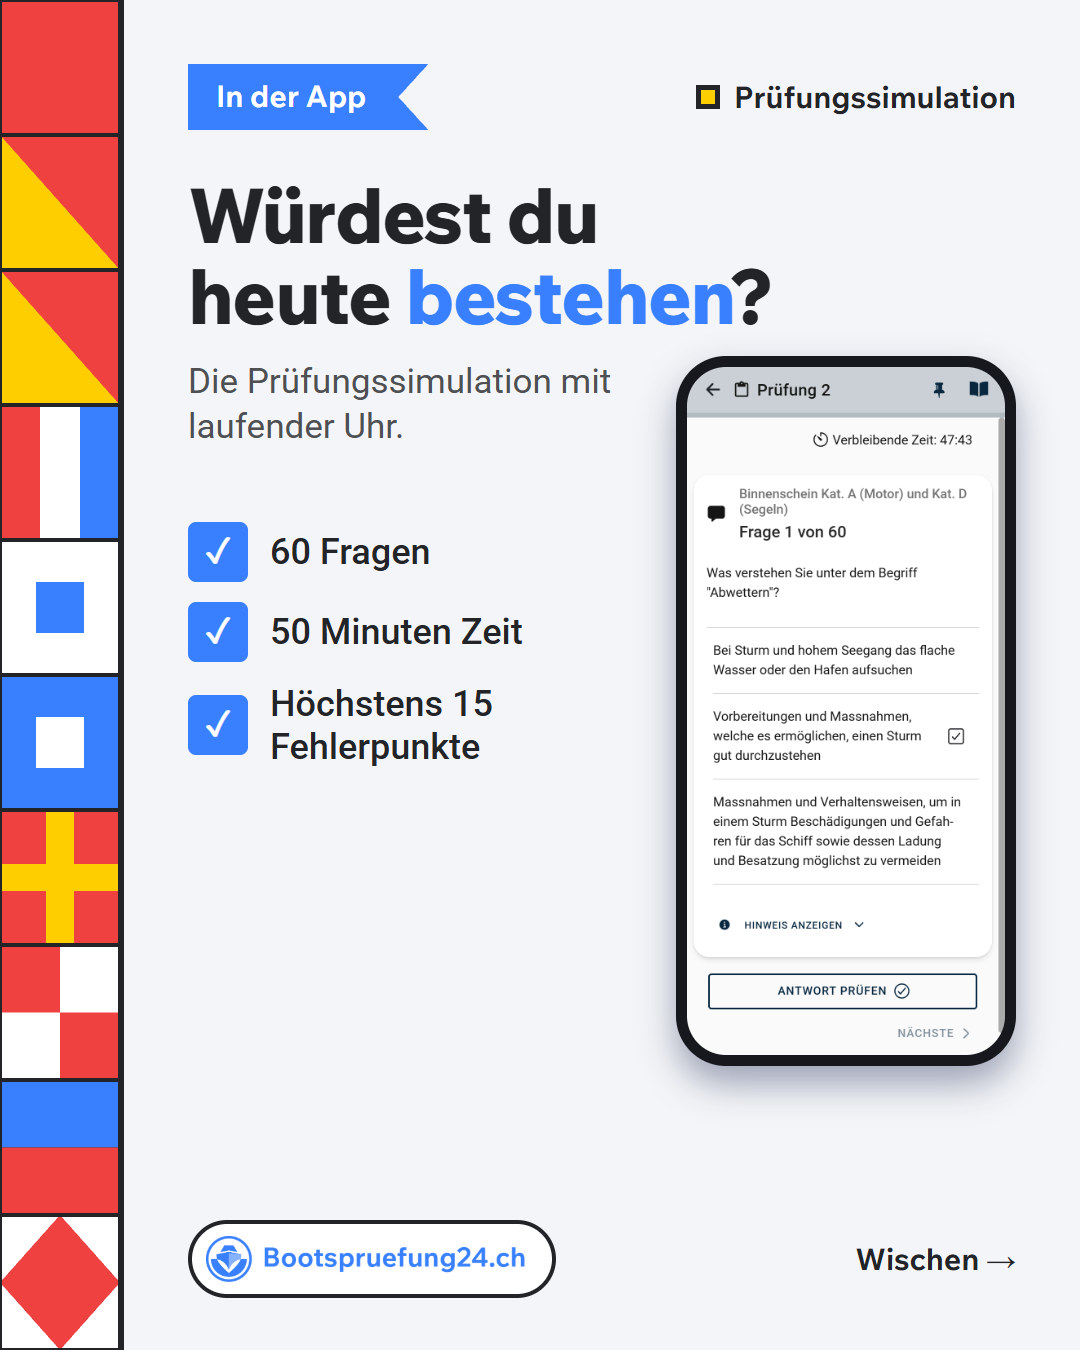 In der App
Prüfungssimulation
Würdest du
heute bestehen?
Die Prüfungssimulation mit
laufender Uhr.
60 Fragen
50 Minuten Zeit
Höchstens 15
Fehlerpunkte
Prüfung 2
Verbleibende Zeit: 47:43
Binnenschein Kat. A (Motor) und Kat. D
(Segeln)
Frage 1 von 60
Was verstehen Sie unter dem Begriff
"Abwettern"?
Bei Sturm und hohem Seegang das flache
Wasser oder den Hafen aufsuchen
Vorbereitungen und Massnahmen,
welche es ermöglichen, einen Sturm
gut durchzustehen
Massnahmen und Verhaltensweisen, um in
einem Sturm Beschädigungen und Gefah-
ren für das Schiff sowie dessen Ladung
und Besatzung möglichst zu vermeiden
HINWEIS ANZEIGEN
ANTWORT PRÜFEN
NÄCHSTE
Bootspruefung24.ch
Wischen →